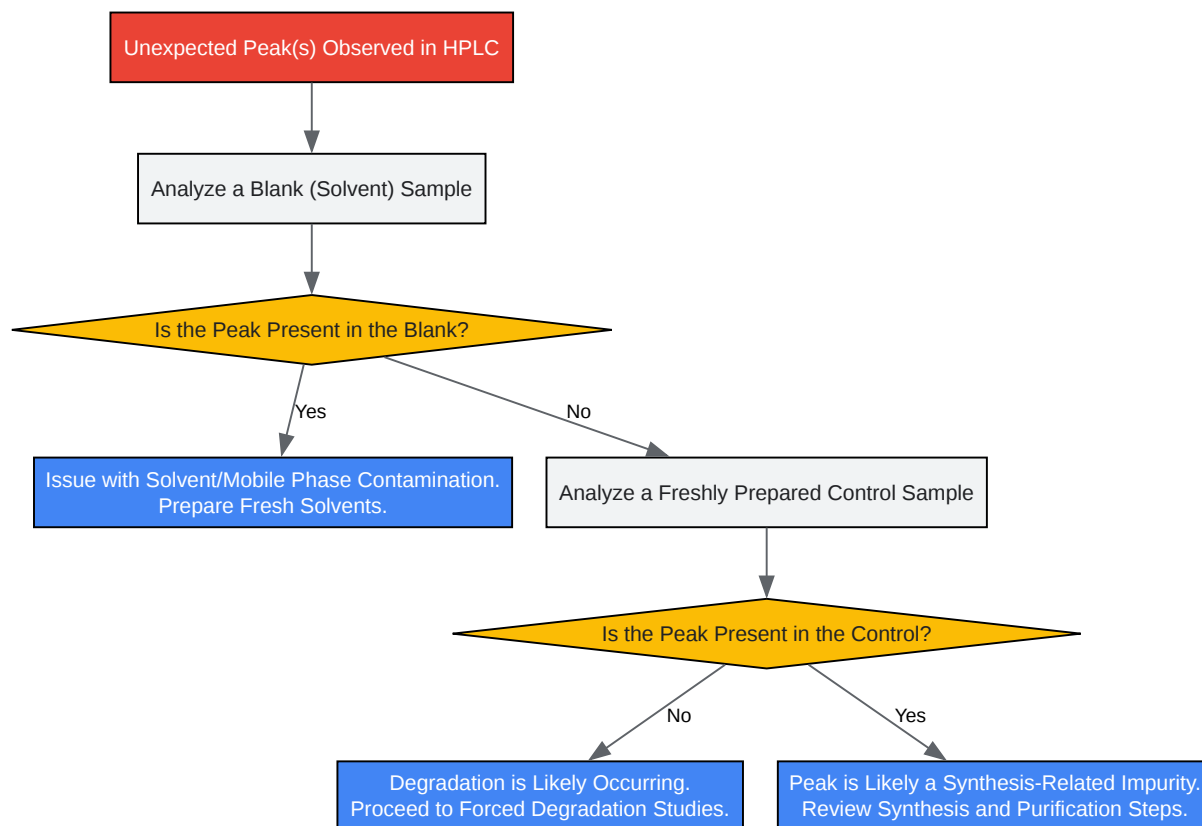 Unexpected Peak(s) Observed in HPLC
Analyze a Blank (Solvent) Sample
Is the Peak Present in the Blank?
Yes
No
Issue with Solvent/Mobile Phase Contamination.
Prepare Fresh Solvents.
Analyze a Freshly Prepared Control Sample
Is the Peak Present in the Control?
No
Yes
Degradation is Likely Occurring.
Proceed to Forced Degradation Studies.
Peak is Likely a Synthesis-Related Impurity.
Review Synthesis and Purification Steps.